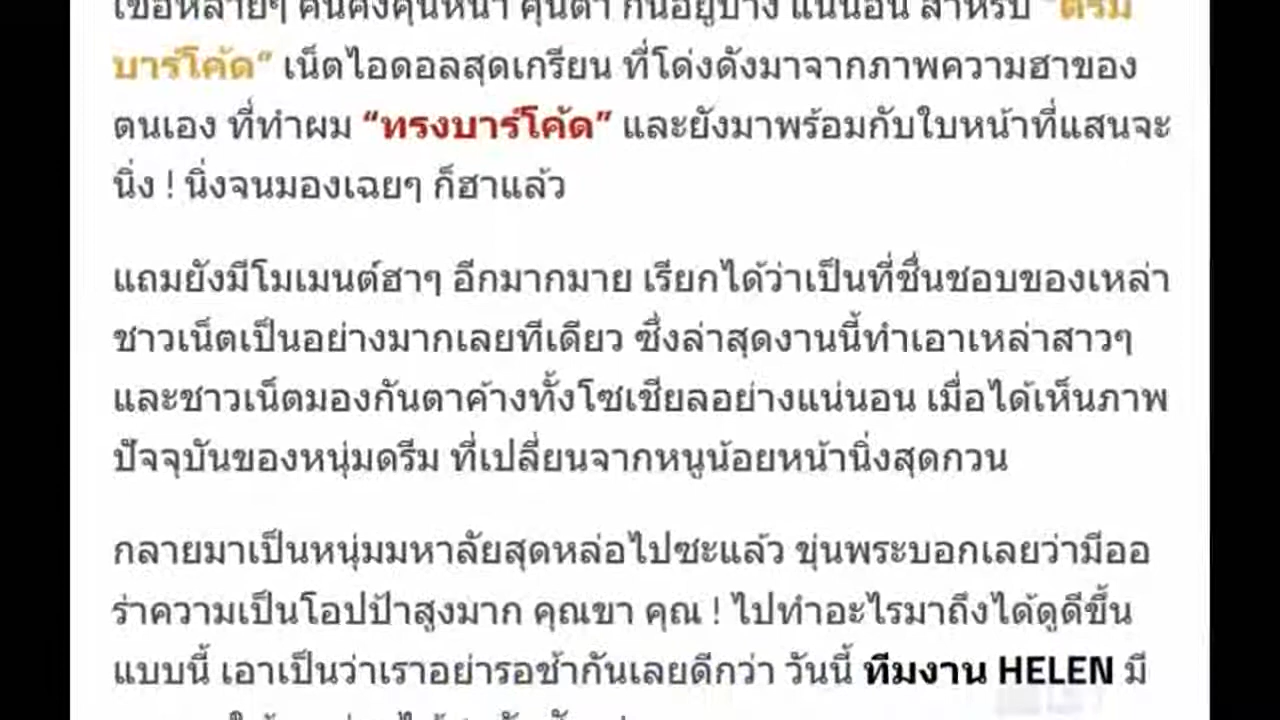 เชื่อหลายๆ คนคงคุ้นหน้า คุ้นตา กันอยู่บ้าง แน่นอน สำหรับ “ดรีม
บาร์โค้ด” เน็ตไอดอลสุดเกรียน ที่โด่งดังมาจากภาพความฮาของ
ตนเอง ที่ทำผม “ทรงบาร์โค้ด” และยังมาพร้อมกับใบหน้าที่แสนจะ
นิ่ง ! นิ่งจนมองเฉยๆ ก็ฮาแล้ว
แถมยังมีโมเมนต์ฮาๆ อีกมากมาย เรียกได้ว่าเป็นที่ชื่นชอบของเหล่า
ชาวเน็ตเป็นอย่างมากเลยทีเดียว ซึ่งล่าสุดงานนี้ทำเอาเหล่าสาวๆ
และชาวเน็ตมองกันตาค้างทั้งโซเชียลอย่างแน่นอน เมื่อได้เห็นภาพ
ปัจจุบันของหนุ่มดรีม ที่เปลี่ยนจากหนูน้อยหน้านิ่งสุดกวน
กลายมาเป็นหนุ่มมหาลัยสุดหล่อไปซะแล้ว ขุ่นพระบอกเลยว่ามีออ
ร่าความเป็นโอปป้าสูงมาก คุณขา คุณ ! ไปทำอะไรมาถึงได้ดูดีขึ้น
แบบนี้ เอาเป็นว่าเราอย่ารอช้ากันเลยดีกว่า วันนี้ ทีมงาน HELEN มี